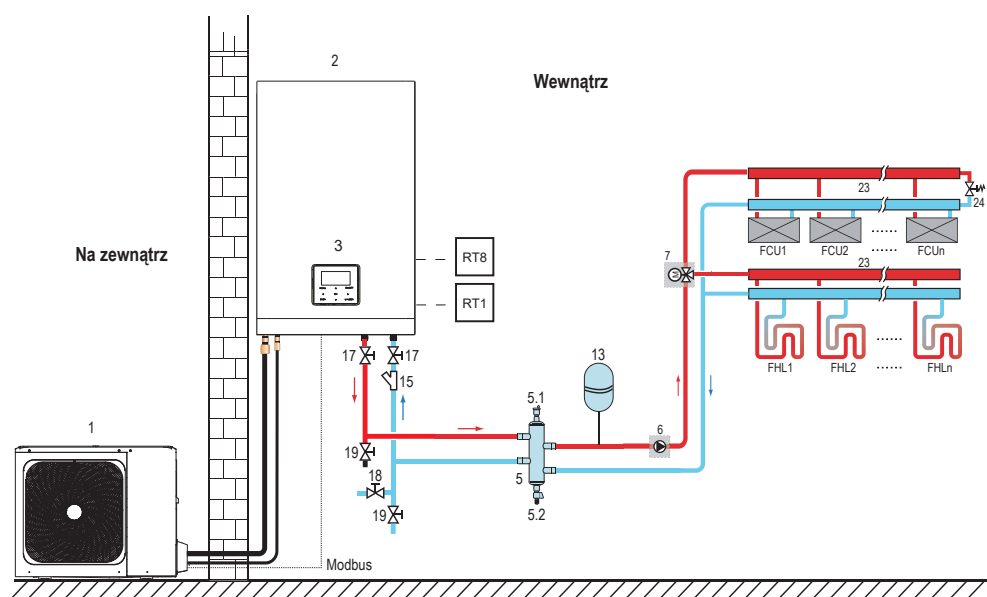 2
Wewnątrz
Na zewnątrz
3
RT8
RT1
23
24
FCU1
FCU2
......
......
FCUn
7
M
23
FHL1
FHL2
......
......
FHLn
17
17
15
13
5.1
6
1
19
18
5
19
5.2
Modbus